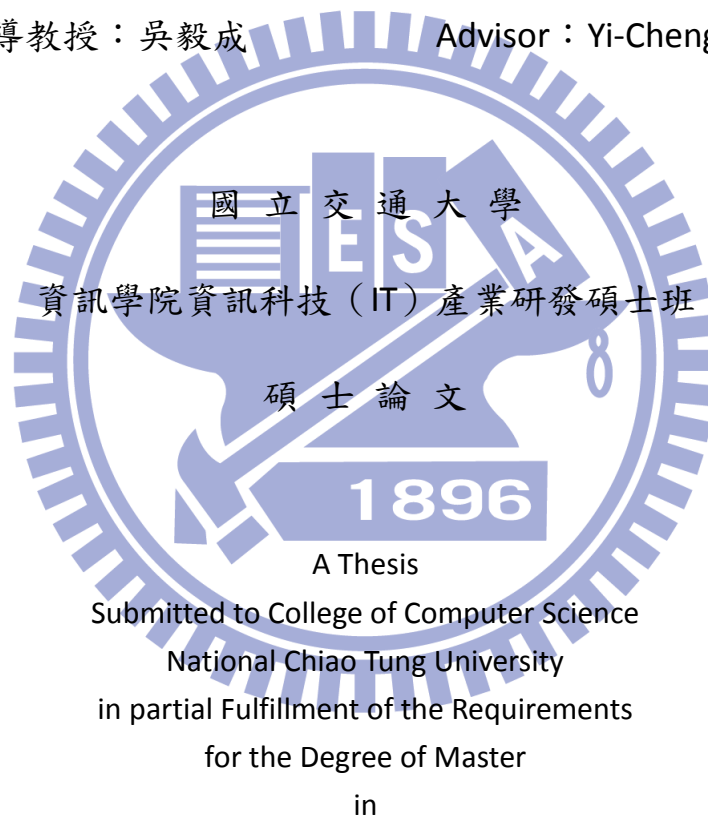 導教授：吳毅成 Advisor：Yi-Cheng
國 立 交 通 大 學
資訊學院資訊科技（IT）產業研發碩士班
碩 士 論 文
E S A
8
1896
A Thesis
Submitted to College of Computer Science
National Chiao Tung University
in partial Fulfillment of the Requirements
for the Degree of Master
in